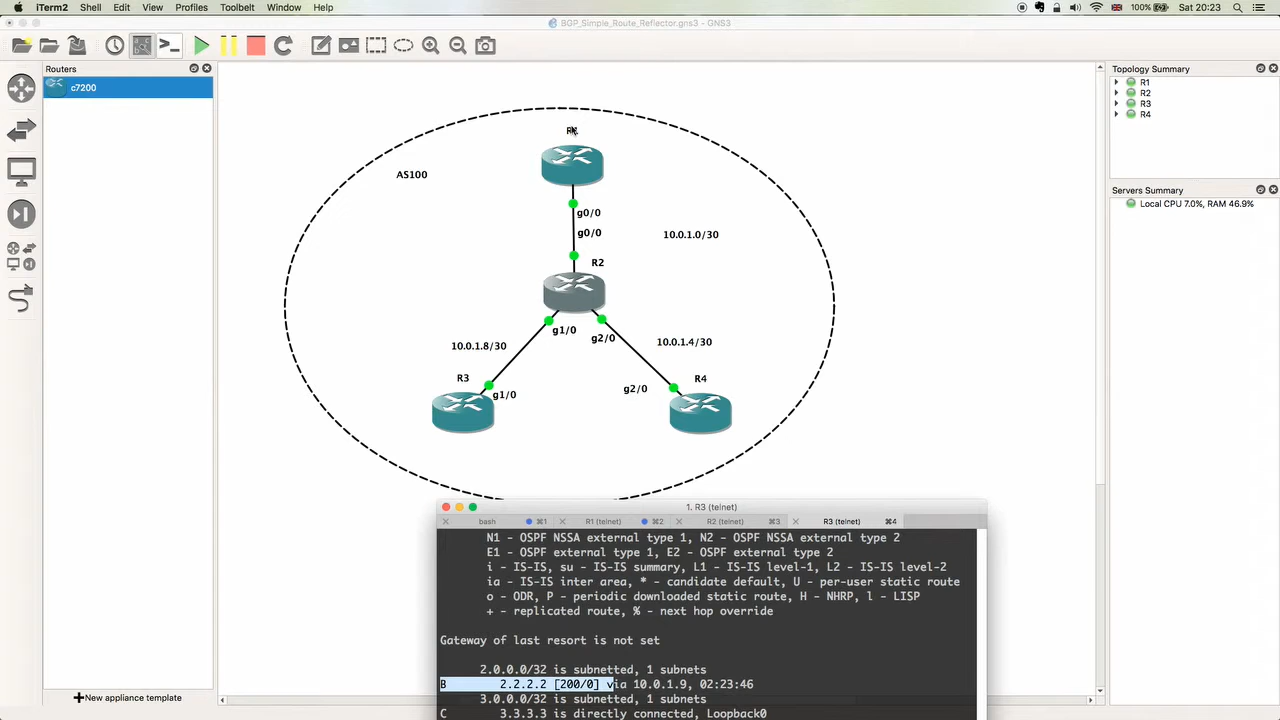 iTerm2 Shell Edit View Profiles Toolbelt Window Help
100% Sat 20:23
BGP_Simple_Route_Reflector.gns3 - GNS3
Routers
c7200
New appliance template
AS100
g0/0
g0/0
10.0.1.0/30
R2
g1/0
g2/0
10.0.1.8/30
10.0.1.4/30
R3
R4
g1/0
g2/0
Topology Summary
R1
R2
R3
R4
Servers Summary
Local CPU 7.0%, RAM 46.9%
1. R3 (telnet)
bash ⌘1 R1 (telnet) ⌘2 R2 (telnet) ⌘3 R3 (telnet) ⌘4
N1 - OSPF NSSA external type 1, N2 - OSPF NSSA external type 2
E1 - OSPF external type 1, E2 - OSPF external type 2
i - IS-IS, su - IS-IS summary, L1 - IS-IS level-1, L2 - IS-IS level-2
ia - IS-IS inter area, * - candidate default, U - per-user static route
o - ODR, P - periodic downloaded static route, H - NHRP, l - LISP
+ - replicated route, % - next hop override
Gateway of last resort is not set
2.0.0.0/32 is subnetted, 1 subnets
B 2.2.2.2 [200/0] via 10.0.1.9, 02:23:46
3.0.0.0/32 is subnetted, 1 subnets
C 3.3.3.3 is directly connected, Loopback0